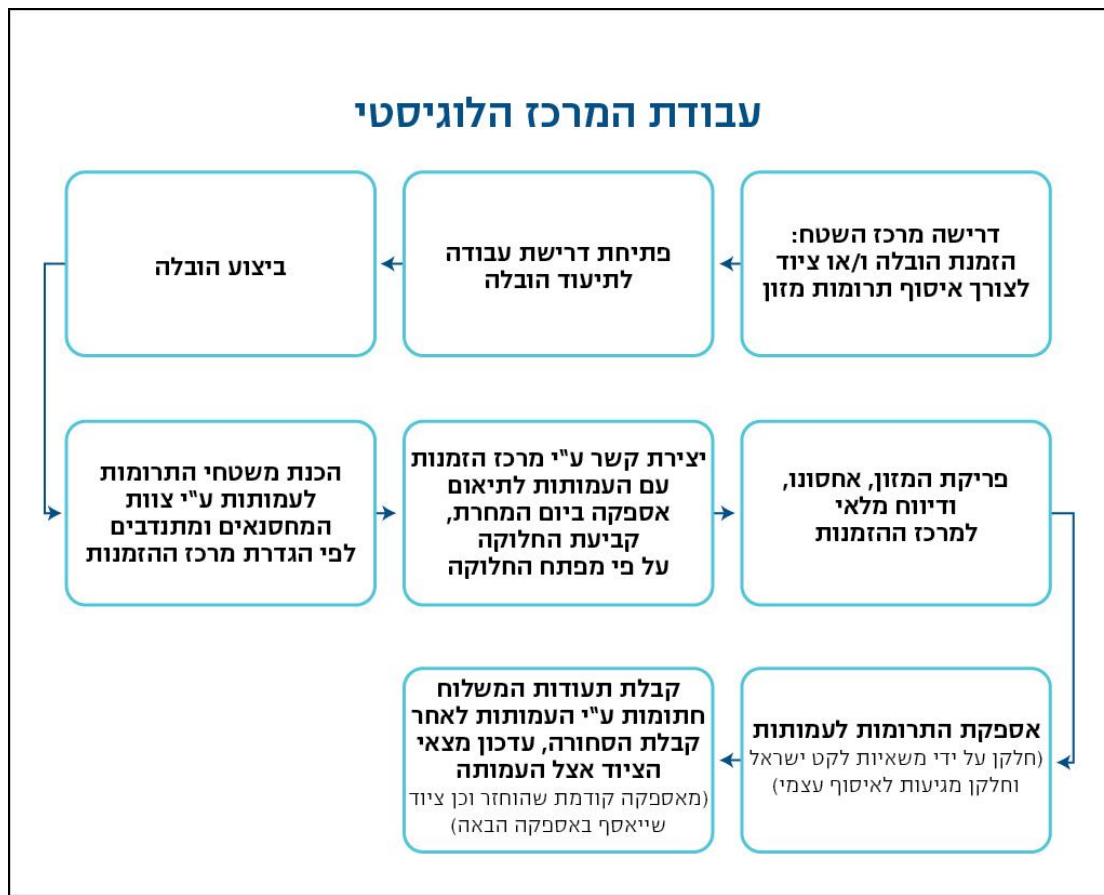 עבודת המרכז הלוגיסטי
דרישה מרכז השטח:
הזמנת הובלה ו/או ציוד
לצורך איסוף תרומות מזון
פתיחת דרישת עבודה
לתיעוד הובלה
ביצוע הובלה
הכנת משטחי התרומות
לעמותות ע"י צוות
המחסנאים ומתנדבים
לפי הגדרת מרכז ההזמנות
יצירת קשר ע"י מרכז הזמנות
עם העמותות לתיאום
אספקה ביום המחרת,
קביעת החלוקה
על פי מפתח החלוקה
פריקת המזון, אחסונו,
ודיווח מלאי
למרכז ההזמנות
אספקת התרומות לעמותות
(חלקן על ידי משאיות לקט ישראל
וחלקן מגיעות לאיסוף עצמי)
קבלת תעודות המשלוח
חתומות ע"י העמותות לאחר
קבלת הסחורה, עדכון מצאי
הציוד אצל העמותה
(מאספקה קודמת שהוחזר וכן ציוד
שייאסף באספקה הבאה)